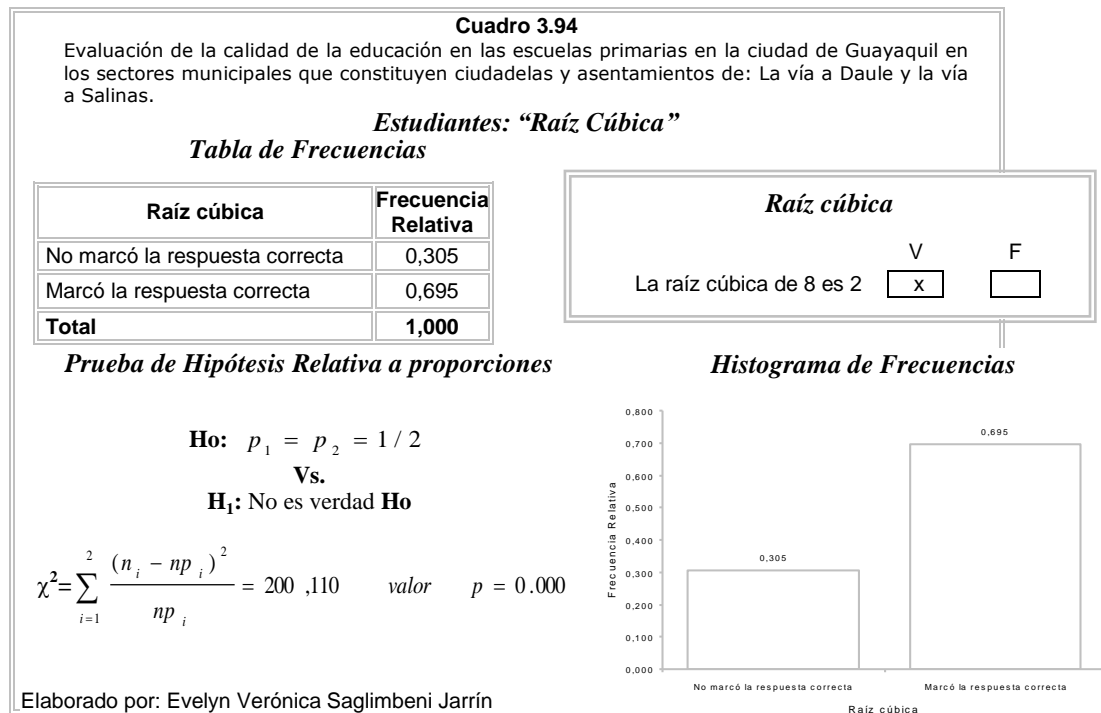 Cuadro 3.94
Evaluación de la calidad de la educación en las escuelas primarias en la ciudad de Guayaquil en
los sectores municipales que constituyen ciudadelas y asentamientos de: La vía a Daule y la vía
a Salinas.
Estudiantes: “Raíz Cúbica”
Tabla de Frecuencias
Raíz cúbica Frecuencia Relativa
No marcó la respuesta correcta 0,305
Marcó la respuesta correcta 0,695
Total 1,000
Raíz cúbica
V F
La raíz cúbica de 8 es 2 x
Prueba de Hipótesis Relativa a proporciones
Ho: p₁ = p₂ = 1 / 2
Vs.
H₁: No es verdad Ho
χ²=∑ i=1 2 (nᵢ − npᵢ)² / npᵢ = 200 ,110 valor p = 0.000
Histograma de Frecuencias
0,800
0,700
0,600
0,500
0,400
0,300
0,200
0,100
0,000
Frecuencia Relativa
0,305
0,695
No marcó la respuesta correcta
Marcó la respuesta correcta
Raíz cúbica
Elaborado por: Evelyn Verónica Saglimbeni Jarrín